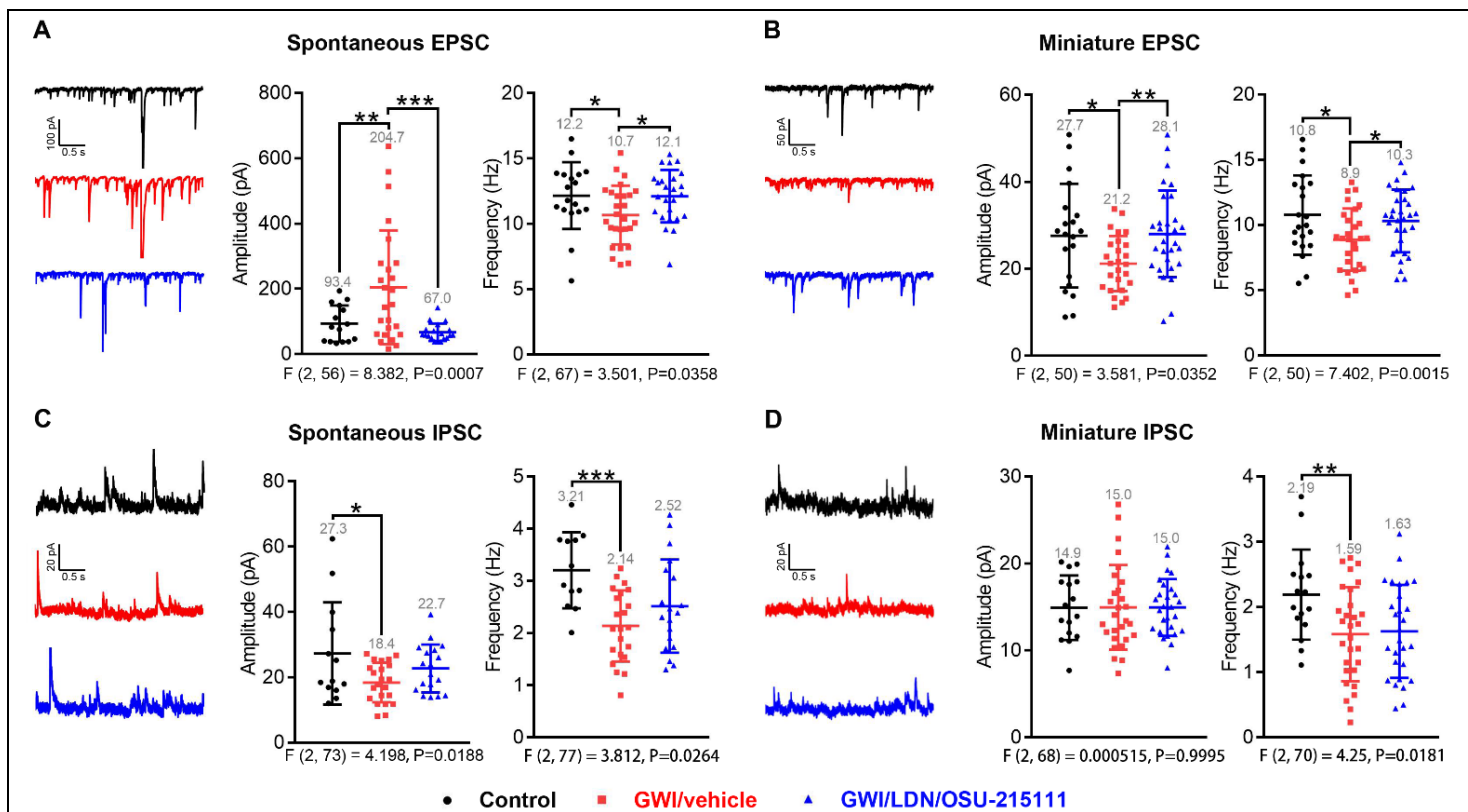 A
Spontaneous EPSC
100 pA
0.5 s
Amplitude (pA)
800
600
400
200
0
93.4
204.7
67.0
**
***
F (2, 56) = 8.382, P=0.0007
Frequency (Hz)
20
15
10
5
0
12.2
10.7
12.1
*
*
F (2, 67) = 3.501, P=0.0358
B
Miniature EPSC
50 pA
0.5 s
Amplitude (pA)
60
40
20
0
27.7
21.2
28.1
*
**
F (2, 50) = 3.581, P=0.0352
Frequency (Hz)
20
15
10
5
0
10.8
8.9
10.3
*
*
F (2, 50) = 7.402, P=0.0015
C
Spontaneous IPSC
20 pA
0.5 s
Amplitude (pA)
80
60
40
20
0
27.3
18.4
22.7
*
F (2, 73) = 4.198, P=0.0188
Frequency (Hz)
5
4
3
2
1
0
3.21
2.14
2.52
***
F (2, 77) = 3.812, P=0.0264
D
Miniature IPSC
20 pA
0.5 s
Amplitude (pA)
30
20
10
0
14.9
15.0
15.0
F (2, 68) = 0.000515, P=0.9995
Frequency (Hz)
4
3
2
1
0
2.19
1.59
1.63
**
F (2, 70) = 4.25, P=0.0181
Control
GWI/vehicle
GWI/LDN/OSU-215111